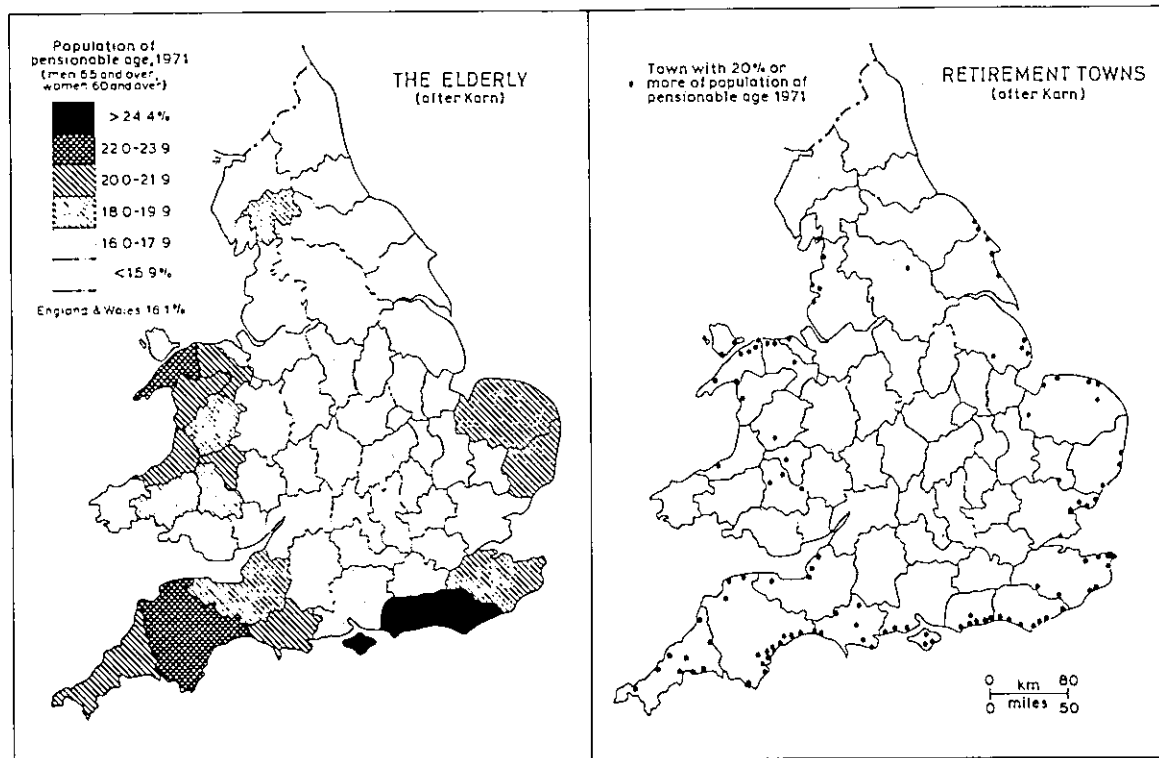 Population of
pensionable age, 1971
(men 65 and over,
women 60 and over)
> 24.4%
22.0-23.9
20.0-21.9
18.0-19.9
16.0-17.9
<15.9%
England & Wales 16.1%
THE ELDERLY
(after Karn)
Town with 20% or
more of population of
pensionable age 1971
RETIREMENT TOWNS
(after Karn)
0 km 80
0 miles 50